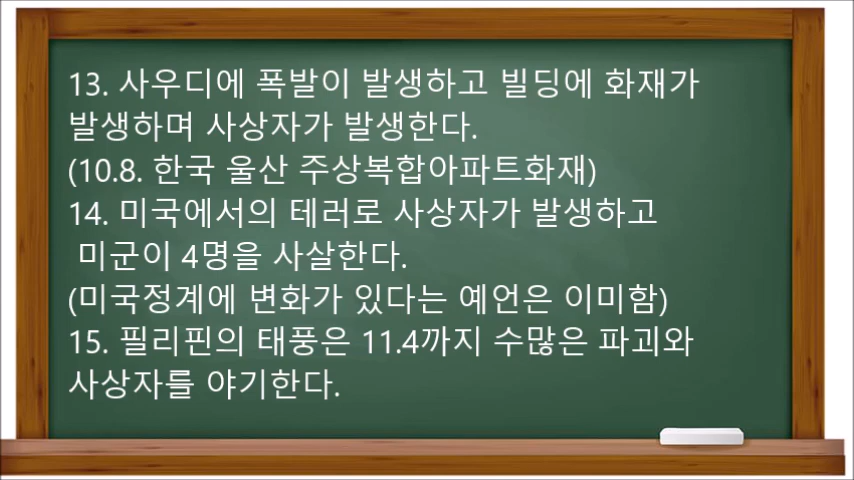 13. 사우디에 폭발이 발생하고 빌딩에 화재가
발생하며 사상자가 발생한다.
(10.8. 한국 울산 주상복합아파트화재)
14. 미국에서의 테러로 사상자가 발생하고
미군이 4명을 사살한다.
(미국정계에 변화가 있다는 예언은 이미함)
15. 필리핀의 태풍은 11.4까지 수많은 파괴와
사상자를 야기한다.